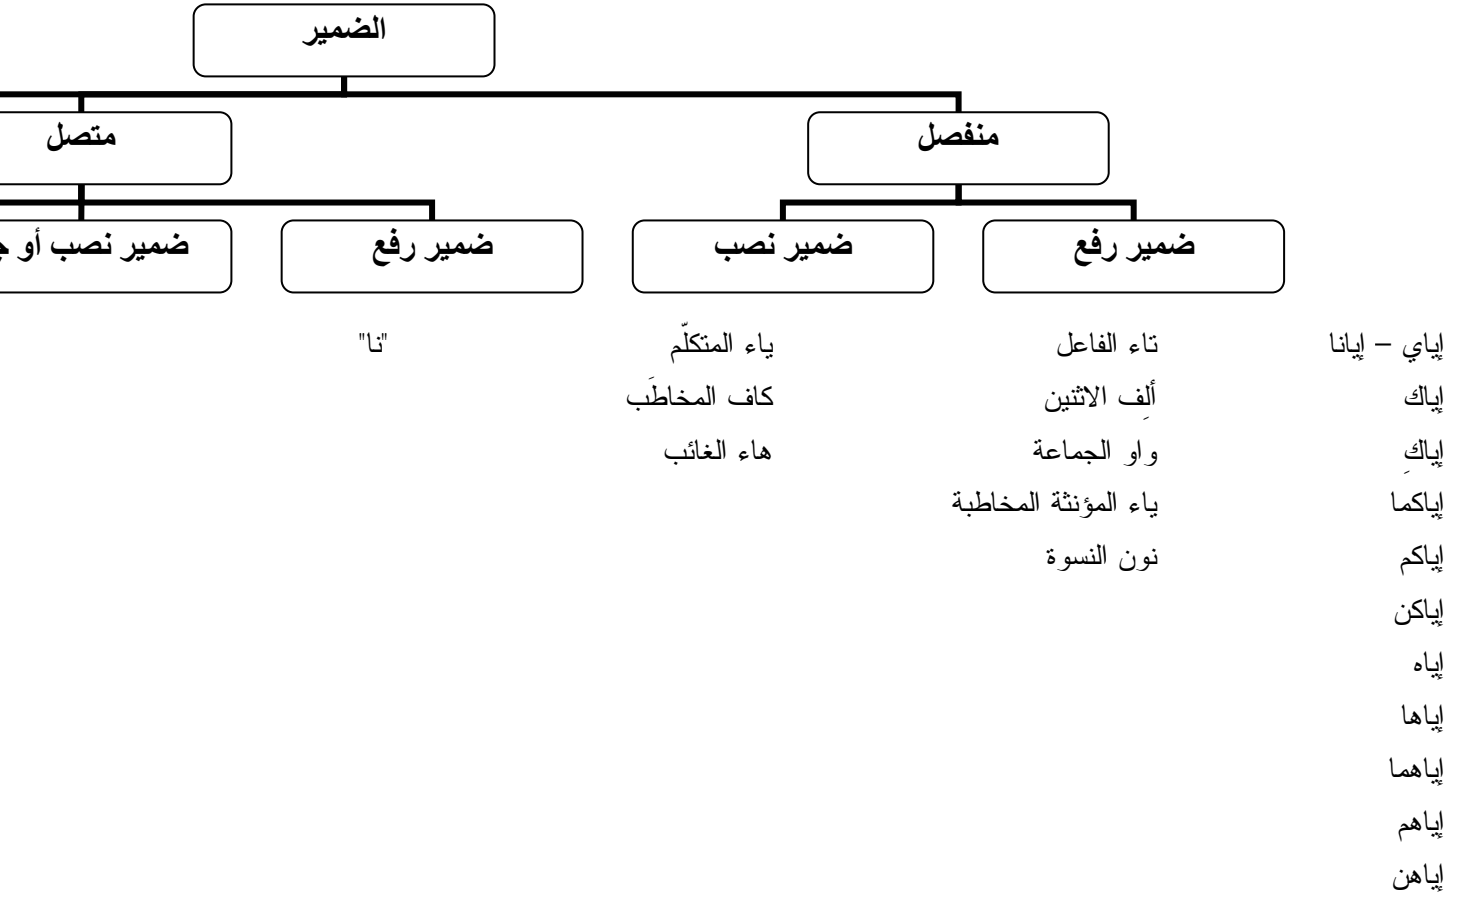 الضمير
منفصل
متصل
ضمير رفع
ضمير نصب
ضمير رفع
ضمير نصب أو
إياي – إيانا
تاء الفاعل
ياء المتكلّم
"نا"
إياك
ألِف الاثنين
كاف المخاطَب
إياكِ
واو الجماعة
هاء الغائب
إياكما
ياء المؤنثة المخاطبة
إياكم
نون النسوة
إياكن
إياه
إياها
إياهما
إياهم
إياهن